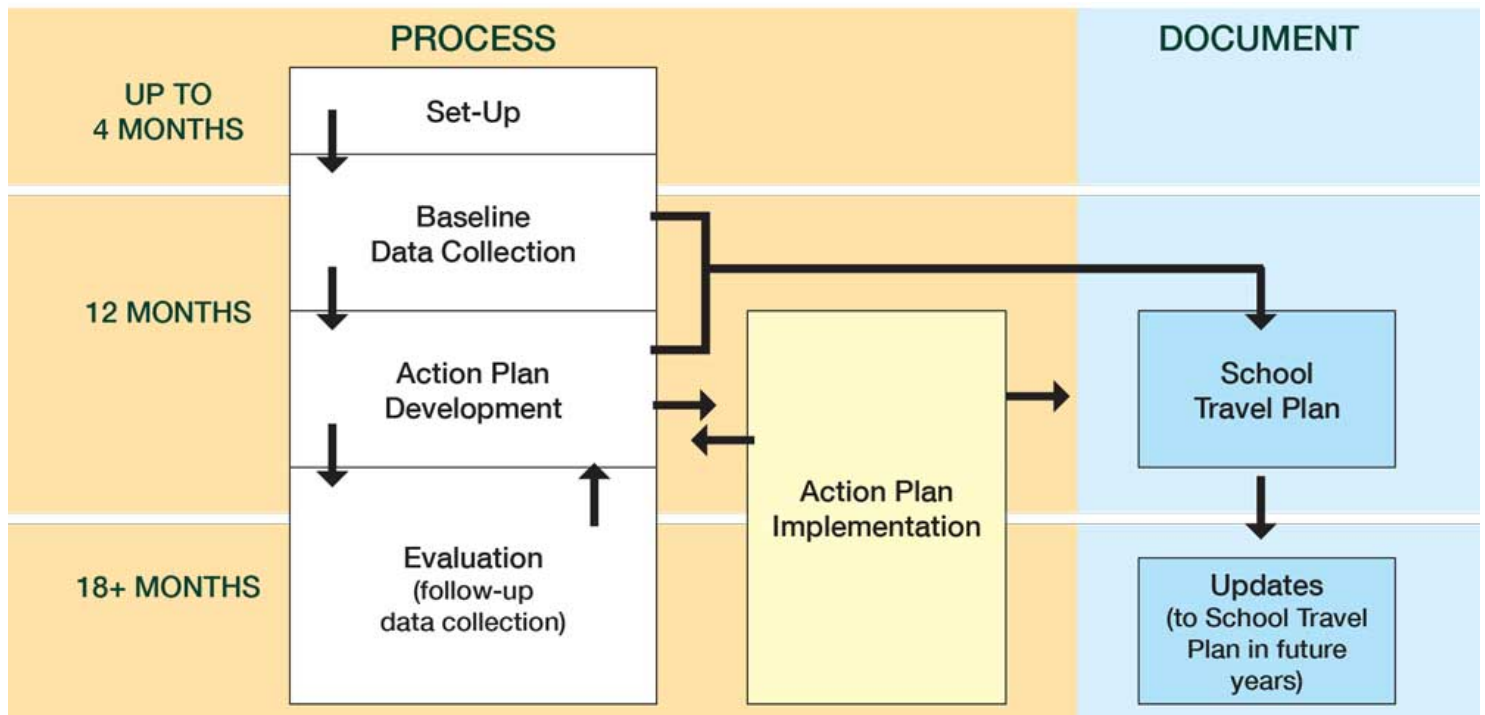 PROCESS
DOCUMENT
UP TO
4 MONTHS
Set-Up
Baseline
Data Collection
12 MONTHS
Action Plan
Development
School
Travel Plan
Action Plan
Implementation
18+ MONTHS
Evaluation
(follow-up
data collection)
Updates
(to School Travel
Plan in future
years)